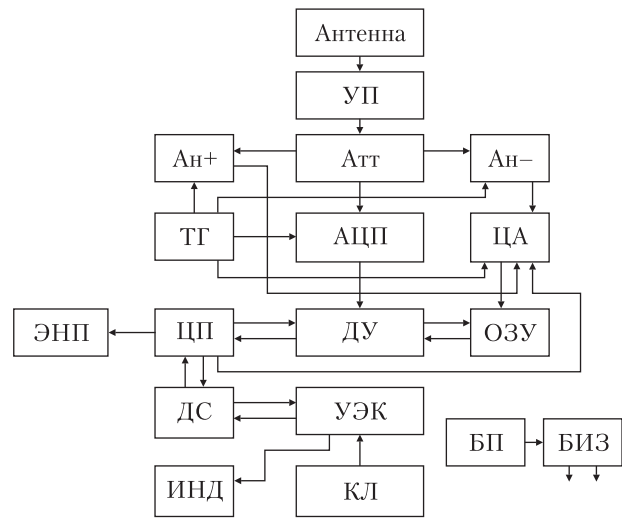 Антенна
УП
Ан+
Атт
Ан−
ТГ
АЦП
ЦА
ЭНП
ЦП
ДУ
ОЗУ
ДС
УЭК
БП
БИЗ
ИНД
КЛ